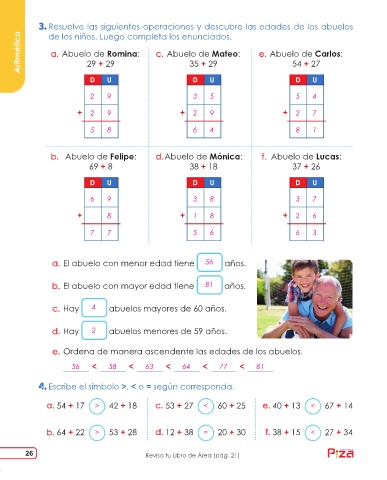 3. Resuelve las siguientes operaciones y descubre las edades de los abuelos
de los niños. Luego completa los enunciados.
Aritmética
a. Abuelo de Romina: c. Abuelo de Mateo: e. Abuelo de Carlos:
29 + 29 35 + 29 54 + 27
D U D U D U
2 9 3 5 5 4
+ 2 9 + 2 9 + 2 7
5 8 6 4 8 1
b. Abuelo de Felipe: d. Abuelo de Mónica: f. Abuelo de Lucas:
69 + 8 38 + 18 37 + 26
D U D U D U
6 9 3 8 3 7
+ 8 + 1 8 + 2 6
7 7 5 6 6 3
a. El abuelo con menor edad tiene 56 años.
b. El abuelo con mayor edad tiene 81 años.
c. Hay 4 abuelos mayores de 60 años.
d. Hay 2 abuelos menores de 59 años.
e. Ordena de manera ascendente las edades de los abuelos.
56 < 58 < 63 < 64 < 77 < 81
4. Escribe el símbolo >, < o = según corresponda.
a. 54 + 17 > 42 + 18 c. 53 + 27 < 60 + 25 e. 40 + 13 < 67 + 14
b. 64 + 22 > 53 + 28 d. 12 + 38 = 20 + 30 f. 38 + 15 < 27 + 34
26 Revisa tu Libro de Área (pág. 21) Piza